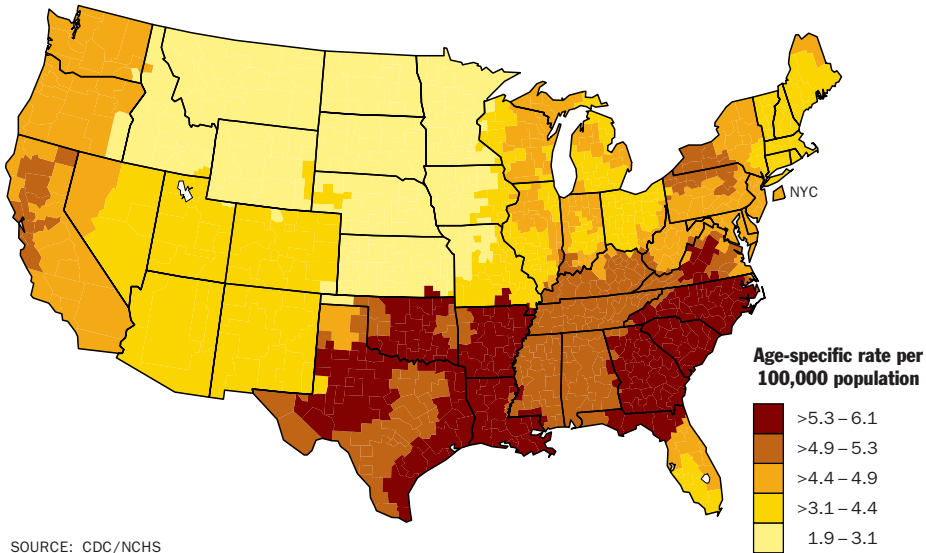 NYC
Age-specific rate per
100,000 population
>5.3 – 6.1
>4.9 – 5.3
>4.4 – 4.9
>3.1 – 4.4
1.9 – 3.1
SOURCE: CDC/NCHS